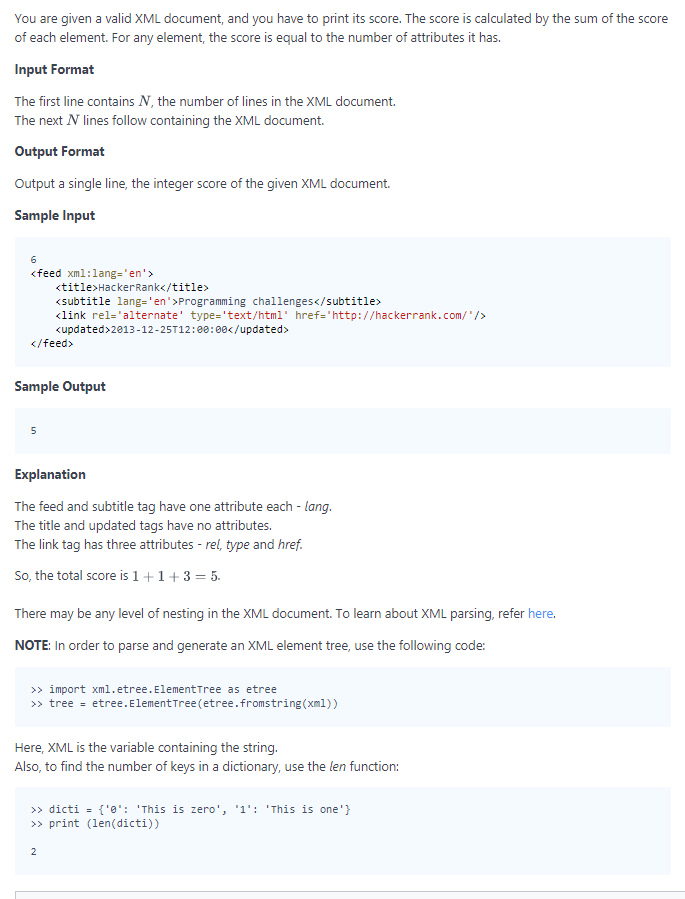 You are given a valid XML document, and you have to print its score. The score is calculated by the sum of the score
of each element. For any element, the score is equal to the number of attributes it has.
Input Format
The first line contains N, the number of lines in the XML document.
The next N lines follow containing the XML document.
Output Format
Output a single line, the integer score of the given XML document.
Sample Input
6
<feed xml:lang='en'>
    <title>HackerRank</title>
    <subtitle lang='en'>Programming challenges</subtitle>
    <link rel='alternate' type='text/html' href='http://hackerrank.com/'/>
    <updated>2013-12-25T12:00:00</updated>
</feed>
Sample Output
5
Explanation
The feed and subtitle tag have one attribute each - lang.
The title and updated tags have no attributes.
The link tag has three attributes - rel, type and href.
So, the total score is 1 + 1 + 3 = 5.
There may be any level of nesting in the XML document. To learn about XML parsing, refer here.
NOTE: In order to parse and generate an XML element tree, use the following code:
>> import xml.etree.ElementTree as etree
>> tree = etree.ElementTree(etree.fromstring(xml))
Here, XML is the variable containing the string.
Also, to find the number of keys in a dictionary, use the len function:
>> dicti = {'0': 'This is zero', '1': 'This is one'}
>> print (len(dicti))
2